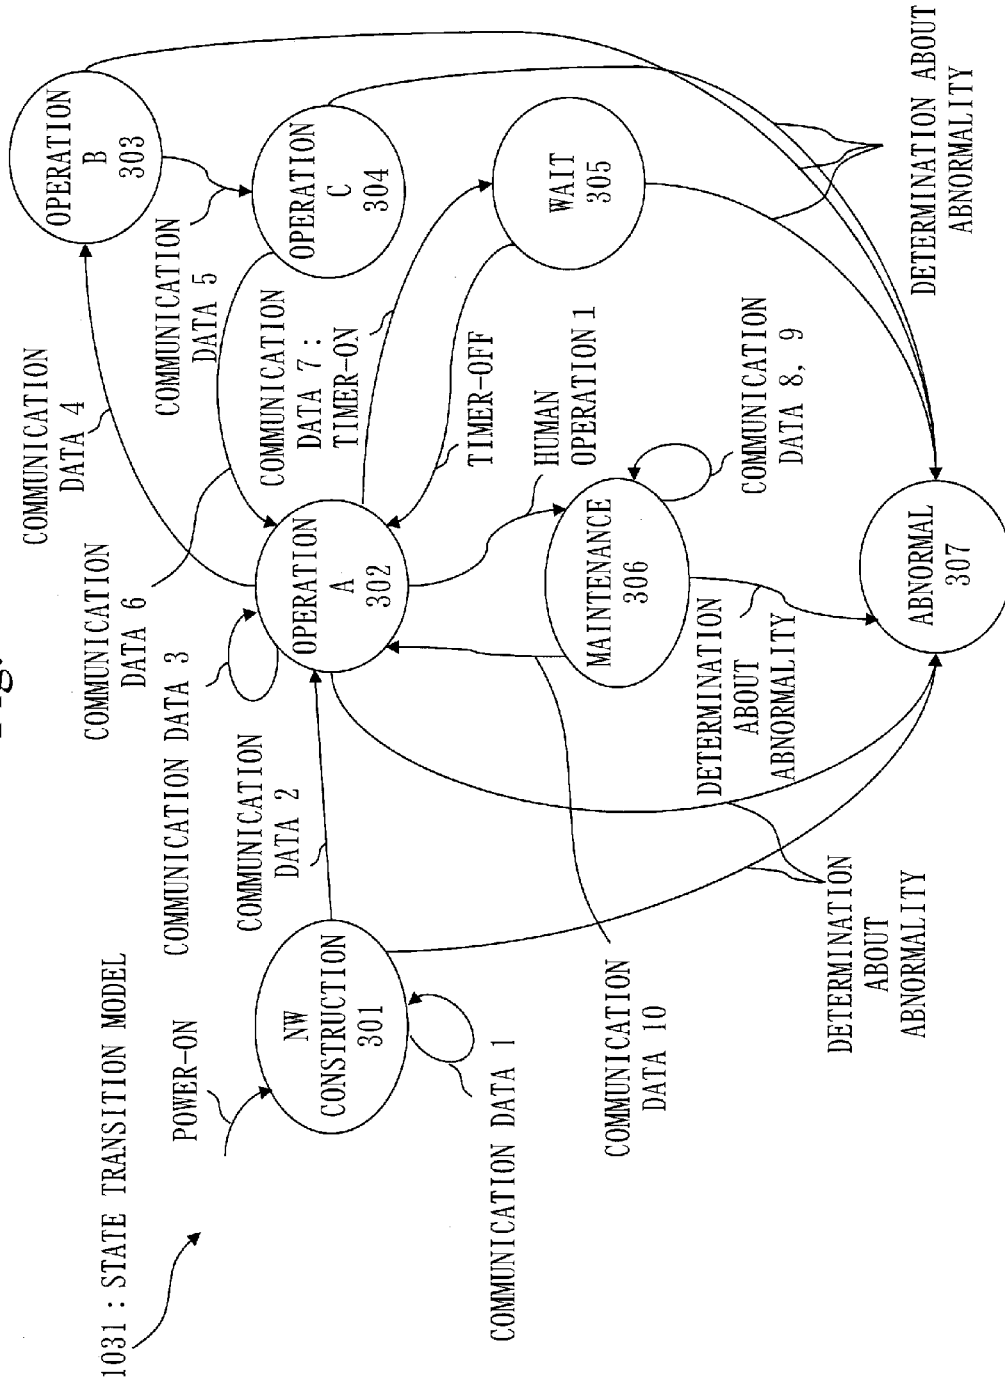 1031 : STATE TRANSITION MODEL
POWER-ON
NW
CONSTRUCTION
301
COMMUNICATION DATA 1
COMMUNICATION
DATA 2
COMMUNICATION DATA 3
COMMUNICATION
DATA 6
COMMUNICATION
DATA 4
OPERATION
A
302
OPERATION
B
303
COMMUNICATION
DATA 5
OPERATION
C
304
COMMUNICATION
DATA 7 :
TIMER-ON
TIMER-OFF
WAIT
305
HUMAN
OPERATION 1
MAINTENANCE
306
COMMUNICATION
DATA 8, 9
COMMUNICATION
DATA 10
DETERMINATION
ABOUT
ABNORMALITY
DETERMINATION
ABOUT
ABNORMALITY
ABNORMAL
307
DETERMINATION ABOUT
ABNORMALITY